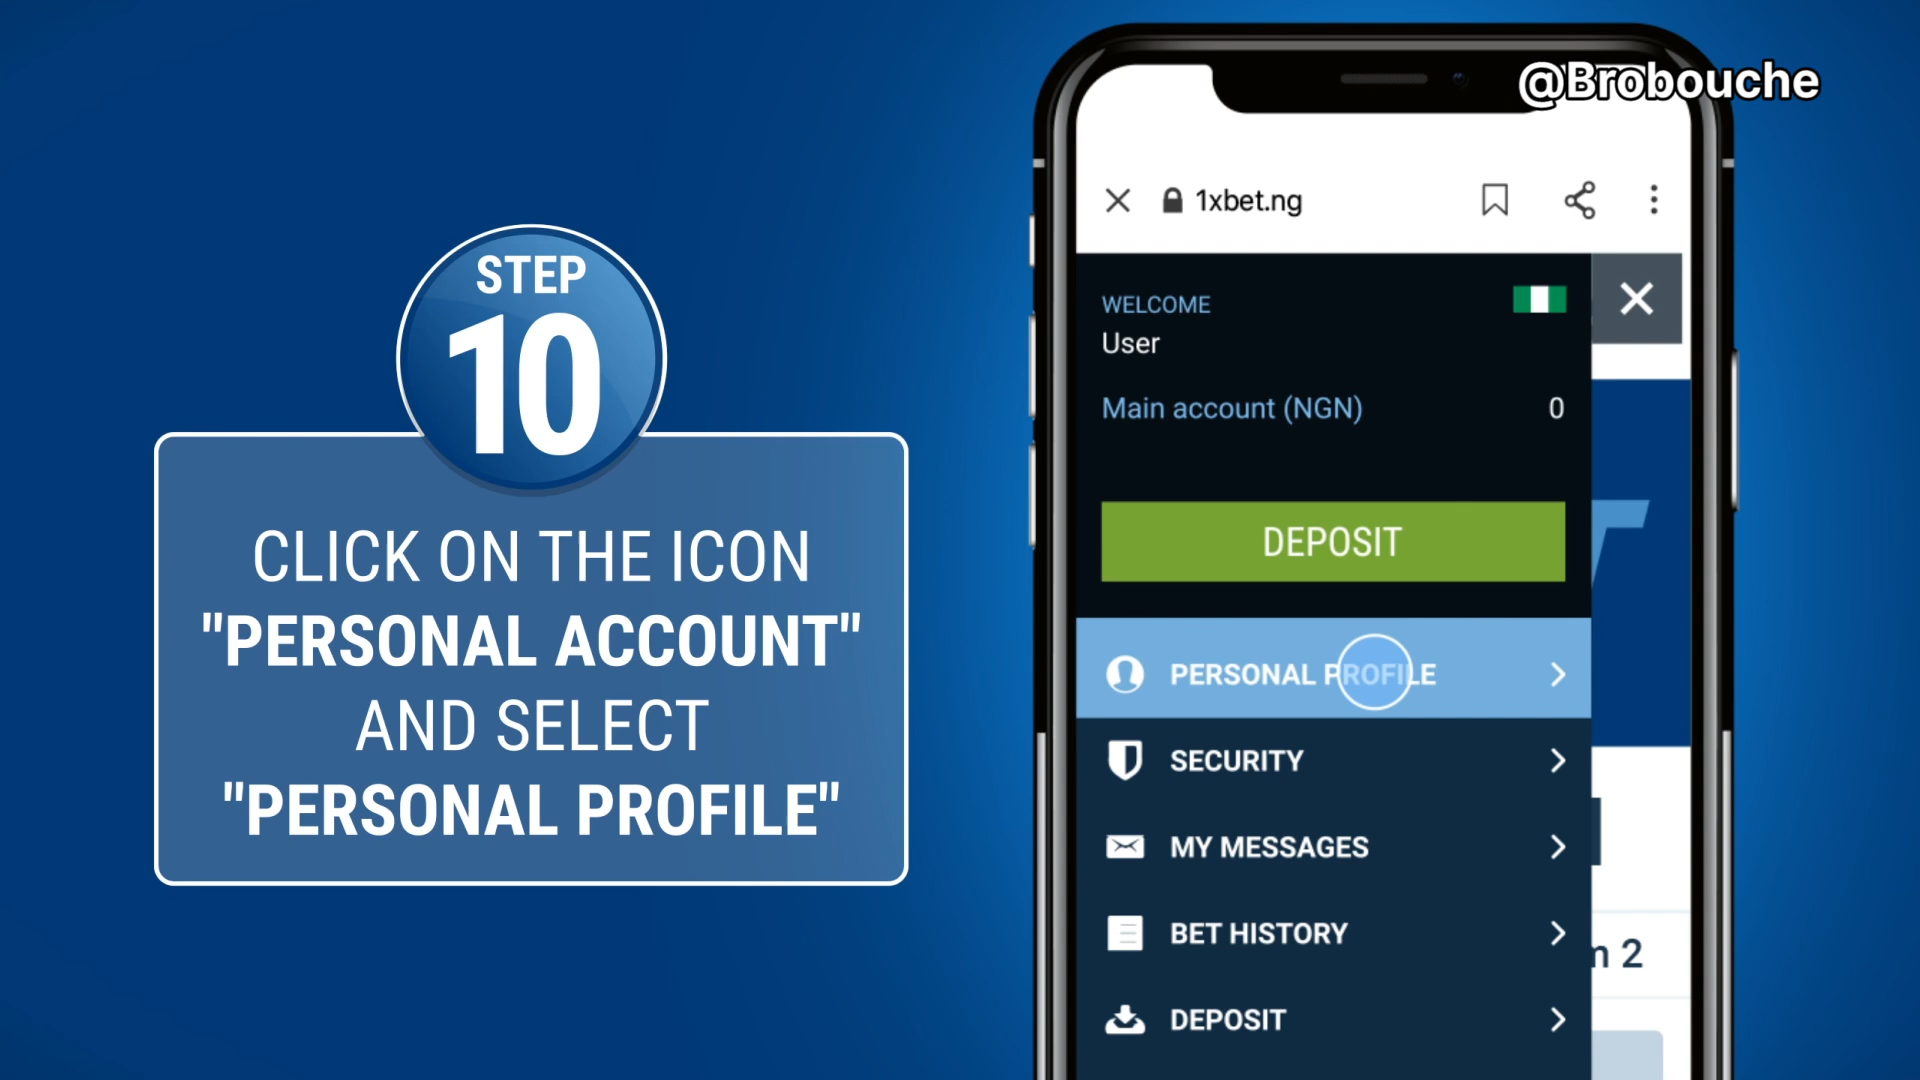 @Brobouche
STEP
10
CLICK ON THE ICON
"PERSONAL ACCOUNT"
AND SELECT
"PERSONAL PROFILE"
1xbet.ng
WELCOME
User
Main account (NGN) 0
DEPOSIT
PERSONAL PROFILE
SECURITY
MY MESSAGES
BET HISTORY
DEPOSIT
2